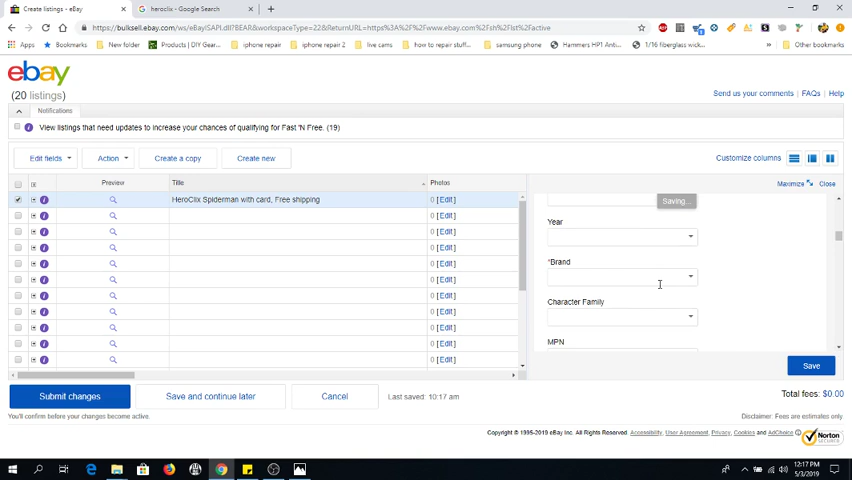 Create listings - eBay
heroclix - Google Search
https://bulksell.ebay.com/ws/eBayISAPI.dll?BEAR&workspaceType=22&ReturnURL=https%3A%2F%2Fwww.ebay.com%2Fsh%2Flst%2Factive
Apps
Bookmarks
New folder
Products | DIY Gener...
iphone repair
iphone repair 2
live cams
how to repair stuff...
samsung phone
Hammers HP1 Anti...
1/16 fiberglass wick...
Other bookmarks
ebay
(20 listings)
Send us your comments | FAQs | Help
Notifications
View listings that need updates to increase your chances of qualifying for Fast 'N Free. (19)
Edit fields
Action
Create a copy
Create new
Customize columns
Preview
Title
Photos
Maximize
Close
HeroClix Spiderman with card, Free shipping
0 [Edit]
0 [Edit]
0 [Edit]
0 [Edit]
0 [Edit]
0 [Edit]
0 [Edit]
0 [Edit]
0 [Edit]
0 [Edit]
0 [Edit]
Saving...
Year
*Brand
Character Family
MPN
Save
Submit changes
Save and continue later
Cancel
Last saved: 10:17 am
Total fees: $0.00
You'll confirm before your changes become active.
Disclaimer: Fees are estimates only.
Copyright © 1995-2019 eBay Inc. All Rights Reserved. Accessibility, User Agreement, Privacy, Cookies and AdChoice
Norton
SECURED
12:17 PM
5/3/2019